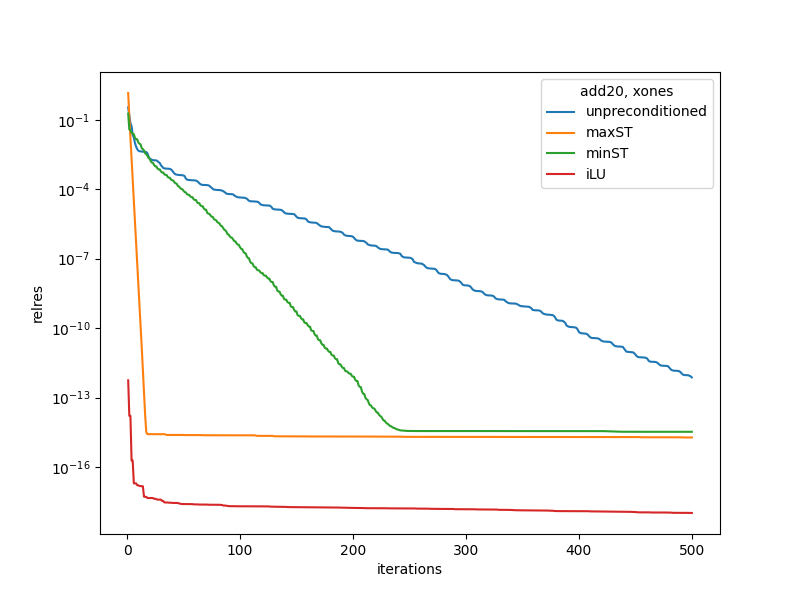 add20, xones
unpreconditioned
maxST
minST
iLU
10⁻¹
10⁻⁴
10⁻⁷
10⁻¹⁰
10⁻¹³
10⁻¹⁶
relres
0 100 200 300 400 500
iterations